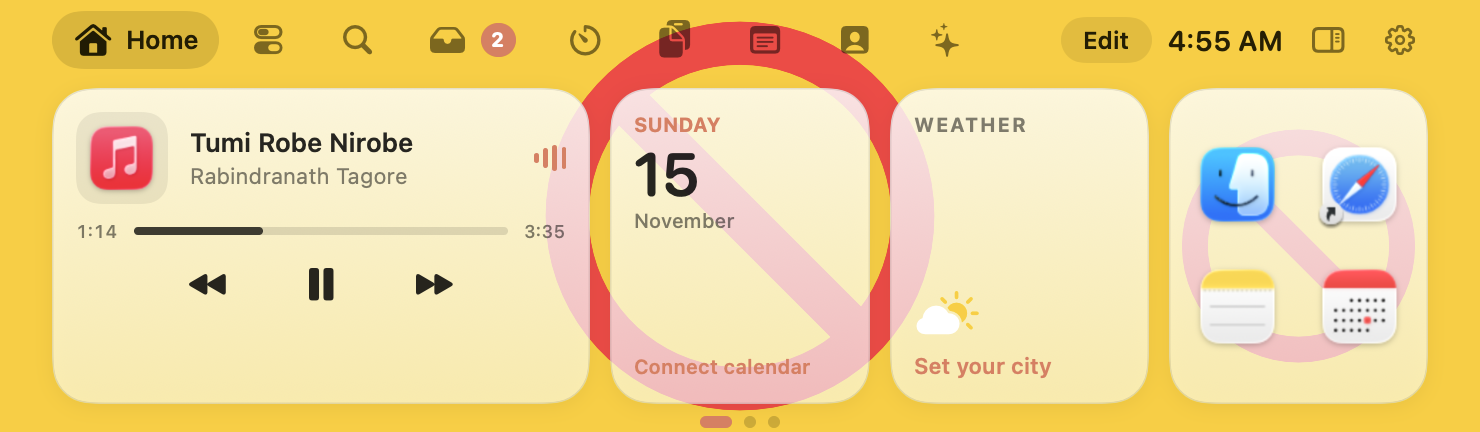 Home
2
Edit
4:55 AM
Tumi Robe Nirobe
Rabindranath Tagore
1:14
3:35
SUNDAY
15
November
Connect calendar
WEATHER
Set your city